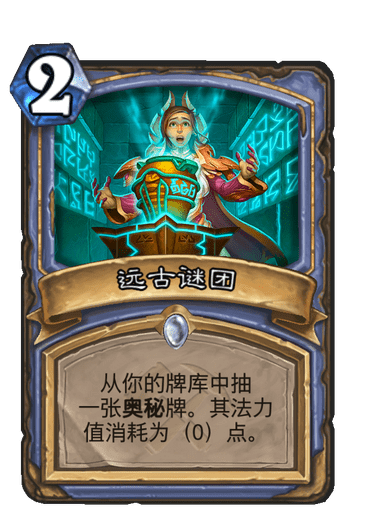 2
远古谜团
从你的牌库中抽
一张奥秘牌。其法力
值消耗为（0）点。